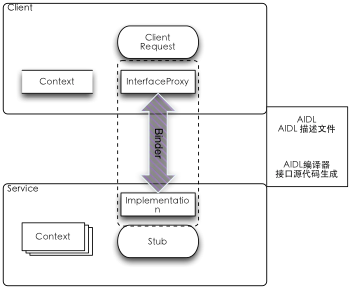 Client
Client
Request
Context
InterfaceProxy
Binder
AIDL
AIDL 描述文件
AIDL编译器
接口源代码生成
Service
Implementatio
n
Context
Stub